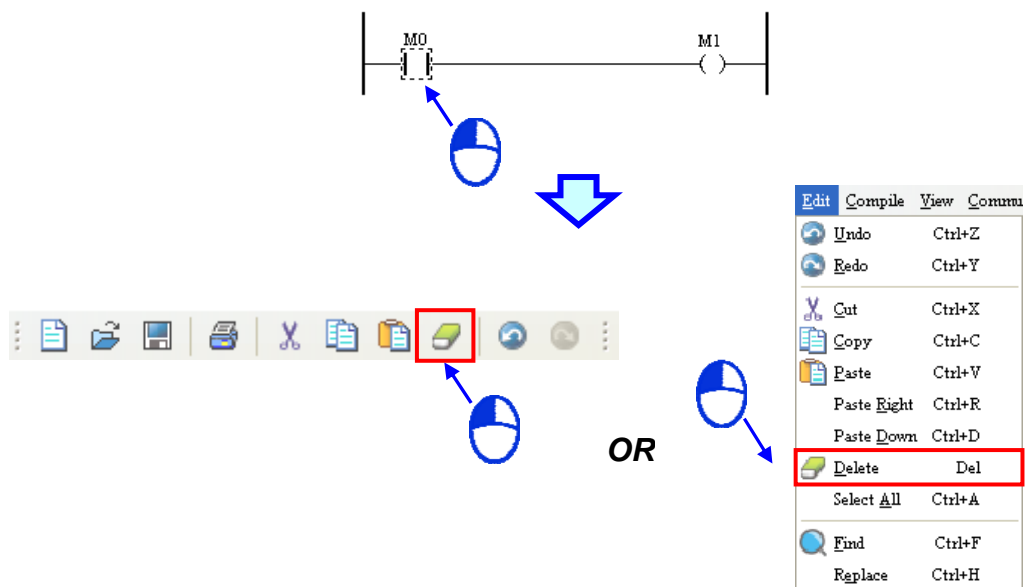 M0 M1
Edit Compile View Commu
Undo Ctrl+Z
Redo Ctrl+Y
Cut Ctrl+X
Copy Ctrl+C
Paste Ctrl+V
Paste Right Ctrl+R
Paste Down Ctrl+D
Delete Del
Select All Ctrl+A
Find Ctrl+F
Replace Ctrl+H
OR